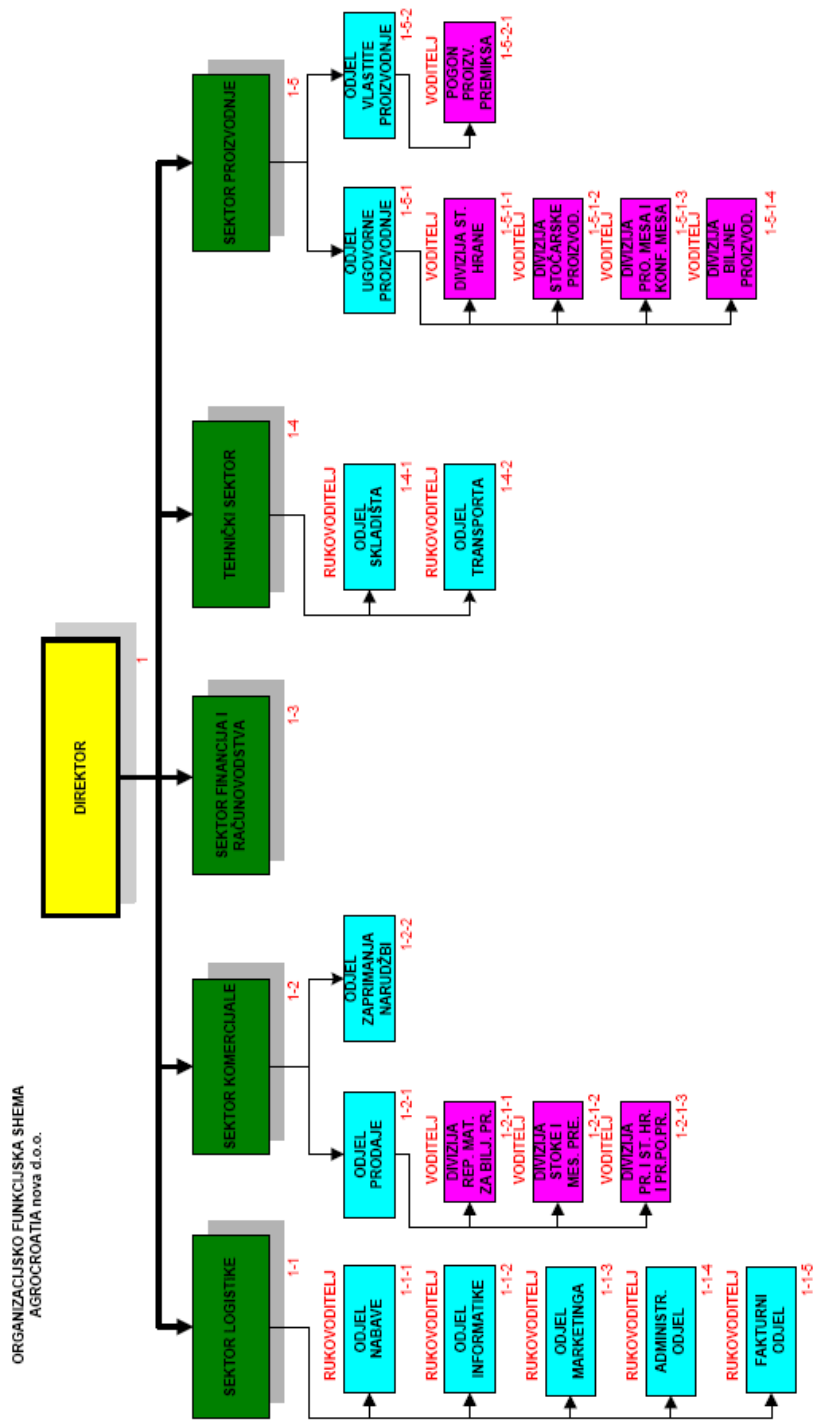 ORGANIZACIJSKO FUNKCIJSKA SHEMA
AGROCROATIA nova d.o.o.
DIREKTOR
1
SEKTOR LOGISTIKE
1-1
SEKTOR KOMERCIJALE
1-2
SEKTOR FINANCIJA I
RAČUNOVODSTVA
1-3
TEHNIČKI SEKTOR
1-4
SEKTOR PROIZVODNJE
1-5
RUKOVODITELJ
ODJEL
NABAVE
1-1-1
RUKOVODITELJ
ODJEL
INFORMATIKE
1-1-2
RUKOVODITELJ
ODJEL
MARKETINGA
1-1-3
RUKOVODITELJ
ADMINISTR.
ODJEL
1-1-4
RUKOVODITELJ
FAKTURNI
ODJEL
1-1-5
ODJEL
PRODAJE
1-2-1
VODITELJ
DIVIZIJA
REP. MAT.
ZA BILJ. PR.
1-2-1-1
VODITELJ
DIVIZIJA
STOKE I
MES. PRE.
1-2-1-2
VODITELJ
DIVIZIJA
PR. I ST. HR.
I PR.PO.PR.
1-2-1-3
ODJEL
ZAPRIMANJA
NARUDŽBI
1-2-2
RUKOVODITELJ
ODJEL
SKLADIŠTA
1-4-1
RUKOVODITELJ
ODJEL
TRANSPORTA
1-4-2
ODJEL
UGOVORNE
PROIZVODNJE
1-5-1
VODITELJ
DIVIZIJA ST.
HRANE
1-5-1-1
VODITELJ
DIVIZIJA
STOČARSKE
PROIZVOD.
1-5-1-2
VODITELJ
DIVIZIJA
PRO. MESA I
KONF. MESA
1-5-1-3
VODITELJ
DIVIZIJA
BILJNE
PROIZVOD.
1-5-1-4
ODJEL
VLASTITE
PROIZVODNJE
1-5-2
VODITELJ
POGON
PROIZV.
PREMIKSA
1-5-2-1